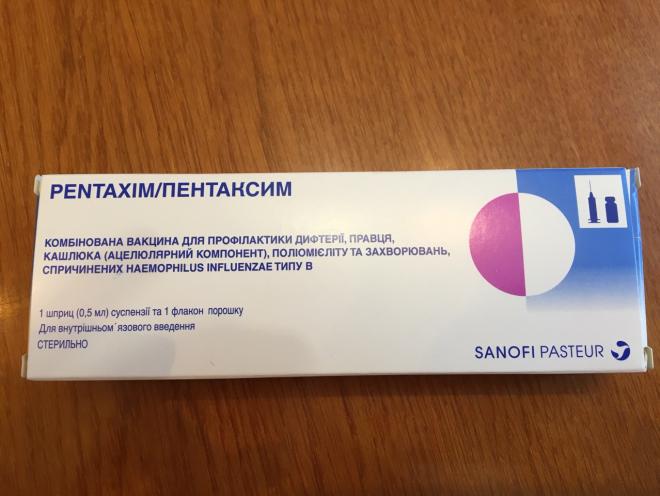 PENTAXIM/ПЕНТАКСИМ
КОМБІНОВАНА ВАКЦИНА ДЛЯ ПРОФІЛАКТИКИ ДИФТЕРІЇ, ПРАВЦЯ,
КАШЛЮКА (АЦЕЛЮЛЯРНИЙ КОМПОНЕНТ), ПОЛІОМІЄЛІТУ ТА ЗАХВОРЮВАНЬ,
СПРИЧИНЕНИХ HAEMOPHILUS INFLUENZAE ТИПУ B
1 шприц (0,5 мл) суспензії та 1 флакон порошку
Для внутрішньом´язового введення
СТЕРИЛЬНО
SANOFI PASTEUR